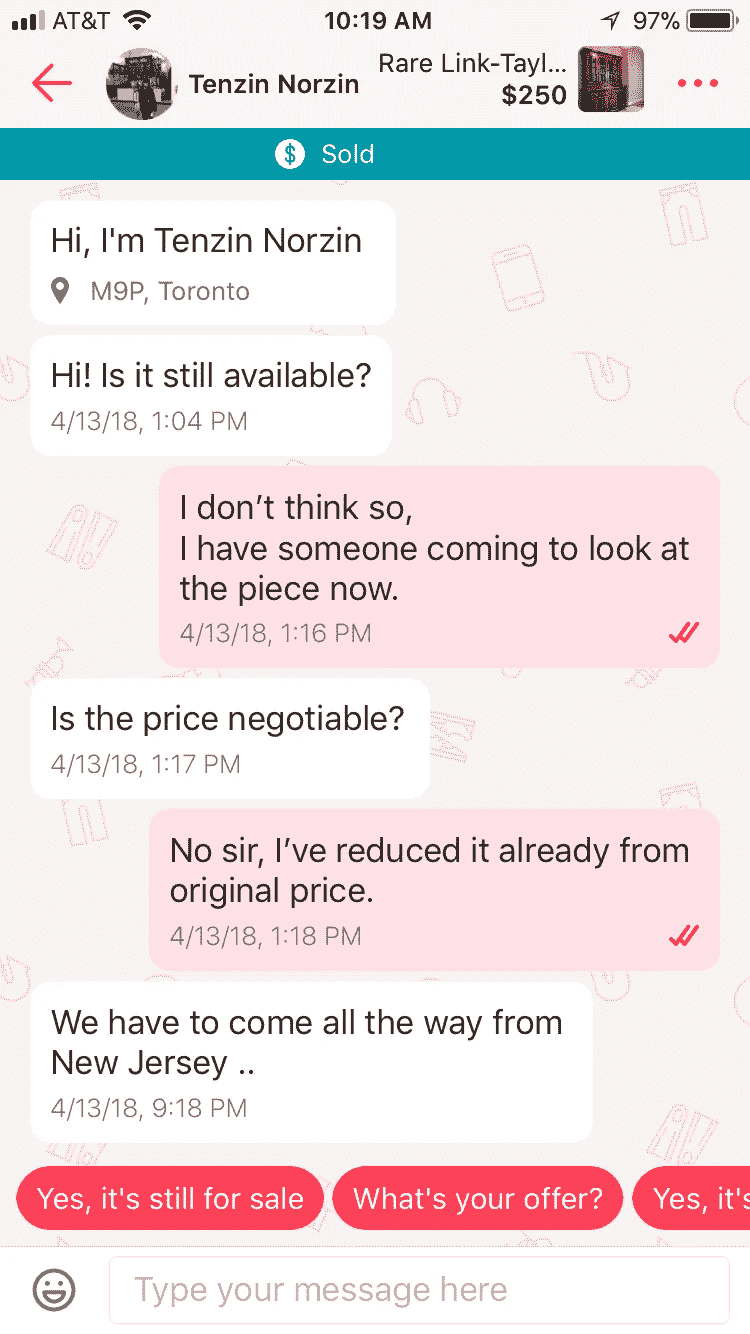 AT&T 10:19 AM 97%
Tenzin Norzin
Rare Link-Tayl...
$250
$ Sold
Hi, I'm Tenzin Norzin
M9P, Toronto
Hi! Is it still available?
4/13/18, 1:04 PM
I don’t think so,
I have someone coming to look at
the piece now.
4/13/18, 1:16 PM
Is the price negotiable?
4/13/18, 1:17 PM
No sir, I’ve reduced it already from
original price.
4/13/18, 1:18 PM
We have to come all the way from
New Jersey ..
4/13/18, 9:18 PM
Yes, it's still for sale What's your offer? Yes, it's
Type your message here